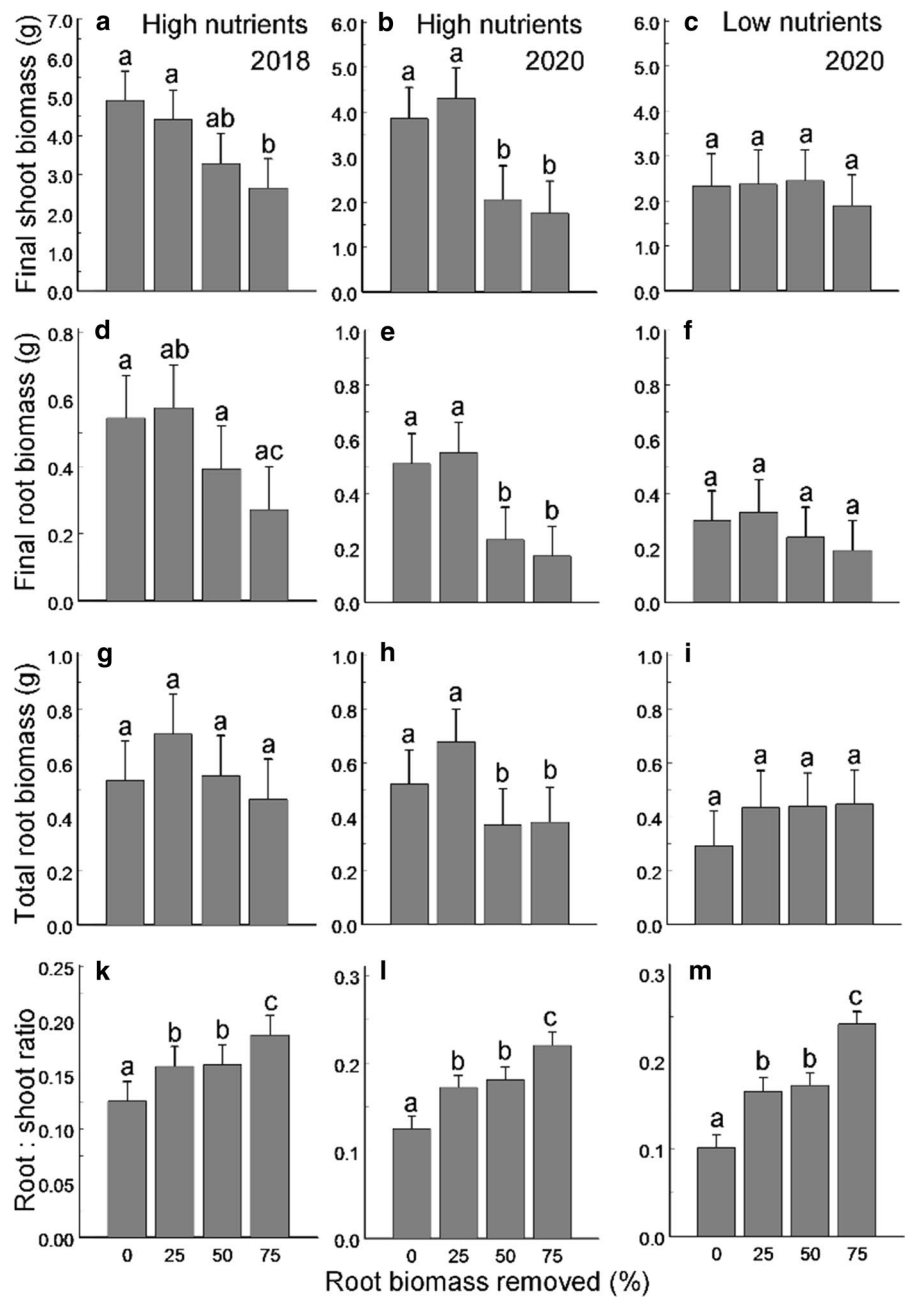 Final shoot biomass (g)
7.0
6.0
5.0
4.0
3.0
2.0
1.0
0.0
a High nutrients
2018
a
a
ab
b
6.0
5.0
4.0
3.0
2.0
1.0
0.0
b High nutrients
2020
a
a
b
b
6.0
5.0
4.0
3.0
2.0
1.0
0.0
c Low nutrients
2020
a
a
a
a
Final root biomass (g)
0.8
0.6
0.4
0.2
0.0
d
a
ab
a
ac
1.0
0.8
0.6
0.4
0.2
0.0
e
a
a
b
b
1.0
0.8
0.6
0.4
0.2
0.0
f
a
a
a
a
Total root biomass (g)
1.0
0.8
0.6
0.4
0.2
0.0
g
a
a
a
a
1.0
0.8
0.6
0.4
0.2
0.0
h
a
a
b
b
1.0
0.8
0.6
0.4
0.2
0.0
i
a
a
a
a
Root : shoot ratio
0.25
0.20
0.15
0.10
0.05
0.00
k
a
b
b
c
0 25 50 75
0.3
0.2
0.1
0.0
l
a
b
b
c
0 25 50 75
0.3
0.2
0.1
0.0
m
a
b
b
c
0 25 50 75
Root biomass removed (%)